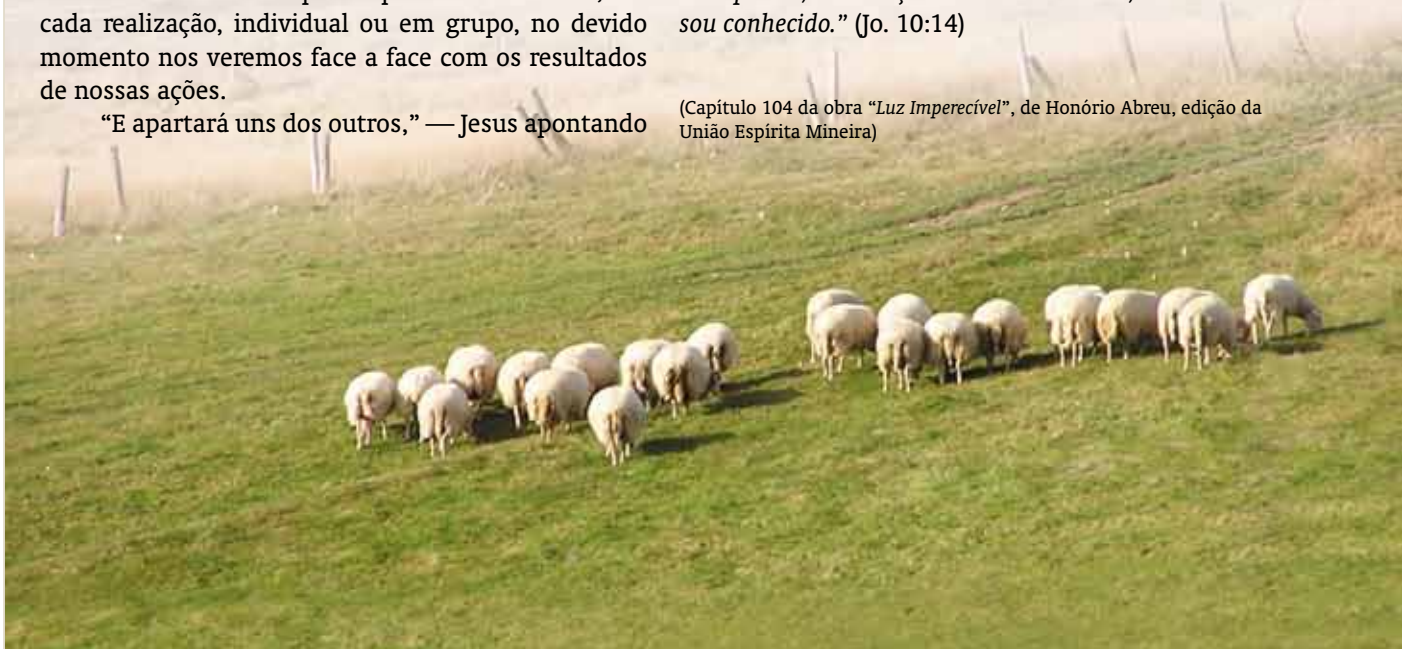 cada realização, individual ou em grupo, no devido
momento nos veremos face a face com os resultados
de nossas ações.
“E apartará uns dos outros,” — Jesus apontando
sou conhecido.” (Jo. 10:14)
(Capítulo 104 da obra “Luz Imperecível”, de Honório Abreu, edição da
União Espírita Mineira)